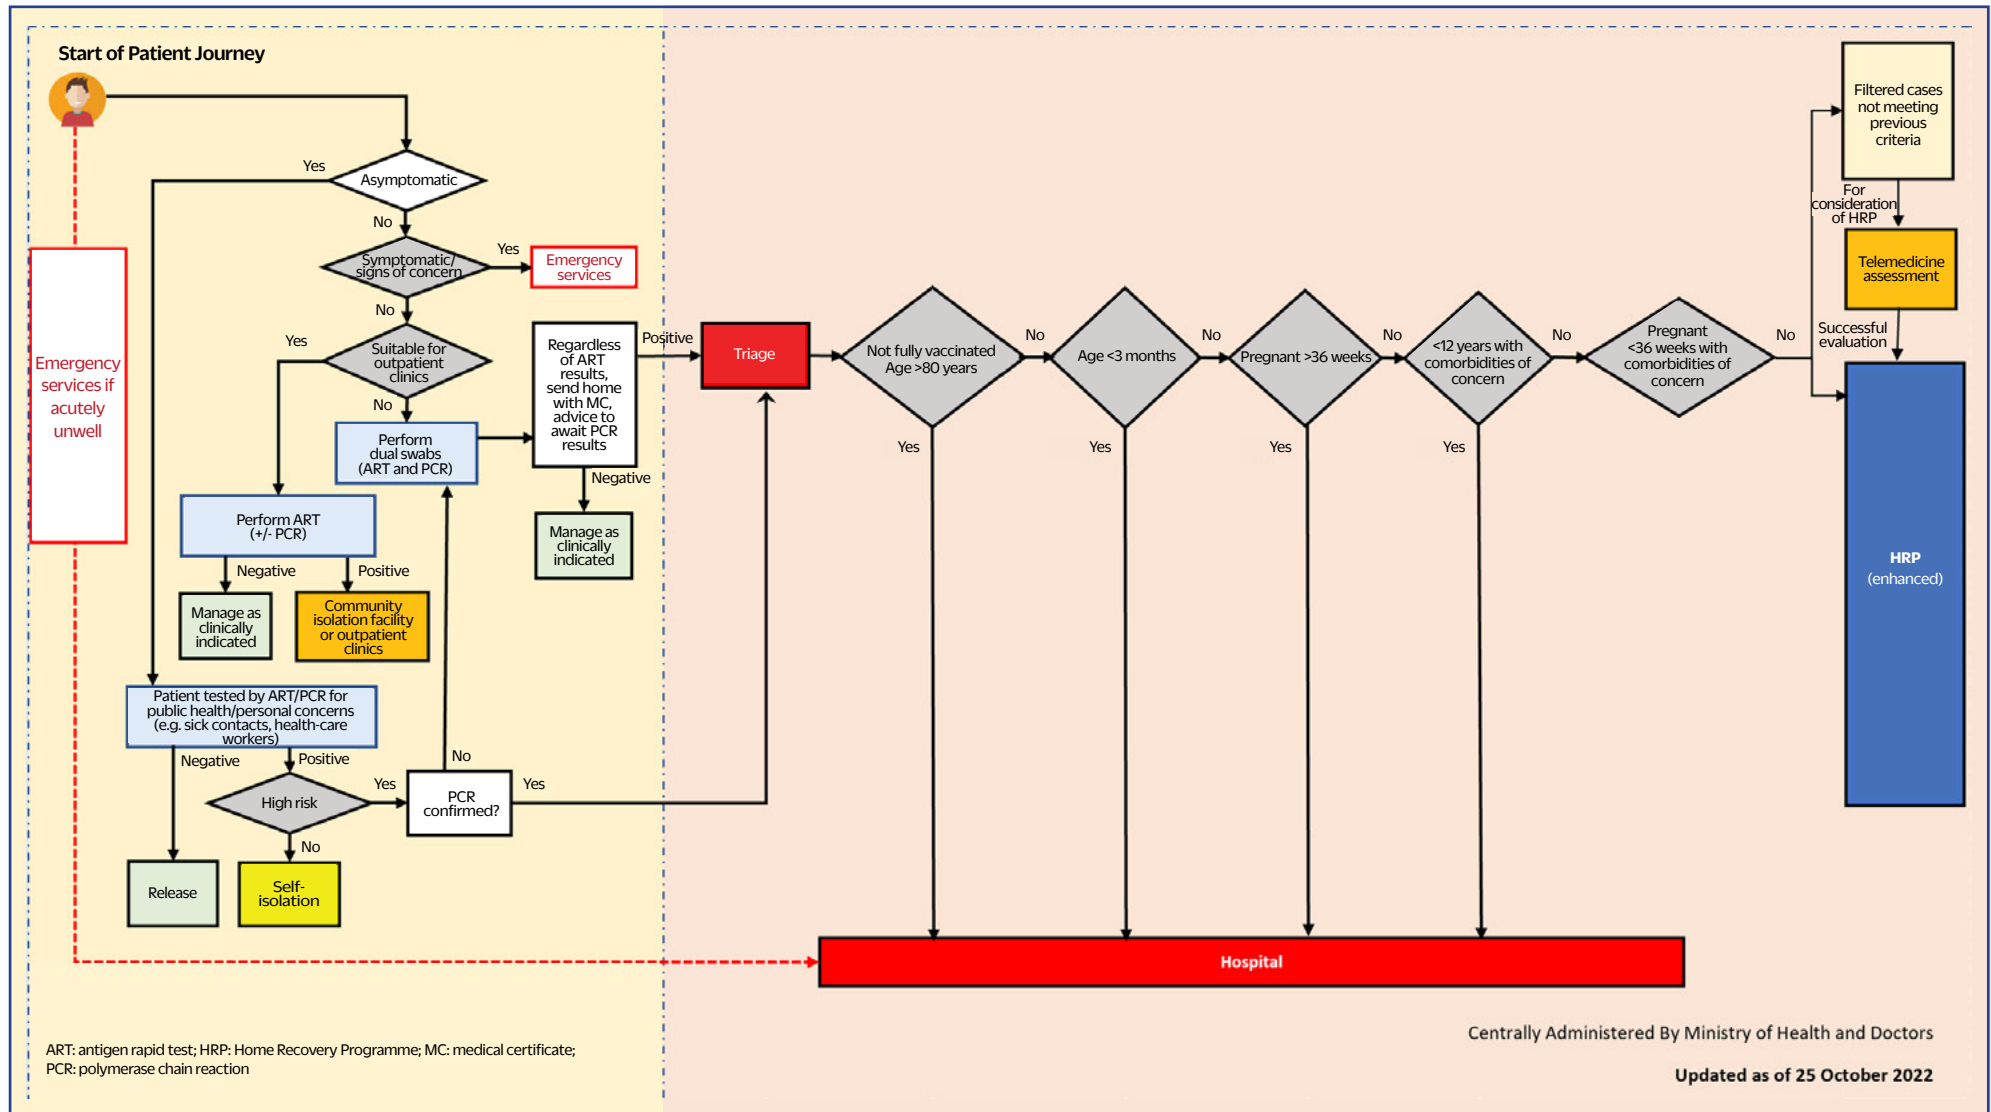 Start of Patient Journey
Yes
Asymptomatic
No
Symptomatic/
signs of concern
Yes
Emergency
services
No
Suitable for
outpatient
clinics
Yes
No
Perform
dual swabs
(ART and PCR)
Regardless
of ART
results,
send home
with MC,
advice to
await PCR
results
Positive
Negative
Manage as
clinically
indicated
Emergency
services if
acutely
unwell
Perform ART
(+/- PCR)
Negative
Positive
Manage as
clinically
indicated
Community
isolation facility
or outpatient
clinics
Patient tested by ART/PCR for
public health/personal concerns
(e.g. sick contacts, health-care
workers)
Negative
Positive
High risk
Yes
No
PCR
confirmed?
No
Yes
Release
Self-
isolation
Triage
Not fully vaccinated
Age >80 years
No
Yes
Age <3 months
No
Yes
Pregnant >36 weeks
No
Yes
<12 years with
comorbidities of
concern
No
Yes
Pregnant
<36 weeks with
comorbidities of
concern
No
Filtered cases
not meeting
previous
criteria
For
consideration
of HRP
Telemedicine
assessment
Successful
evaluation
HRP
(enhanced)
Hospital
ART: antigen rapid test; HRP: Home Recovery Programme; MC: medical certificate;
PCR: polymerase chain reaction
Centrally Administered By Ministry of Health and Doctors
Updated as of 25 October 2022